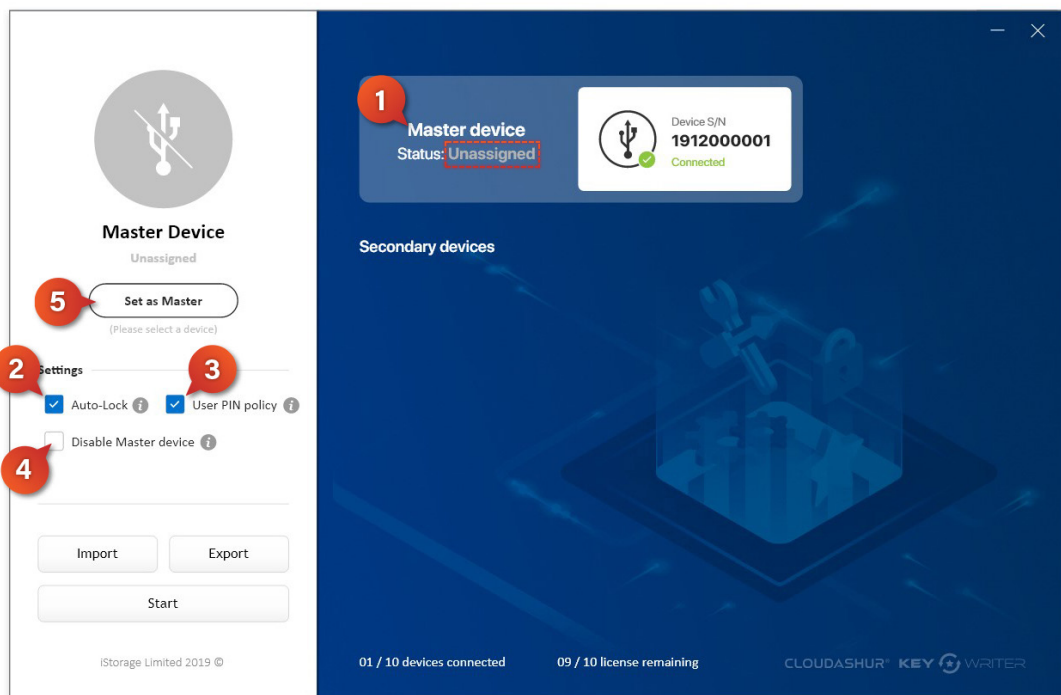 Master Device
Unassigned
5
Set as Master
(Please select a device)
2
Settings
3
Auto-Lock
User PIN policy
4
Disable Master device
Import
Export
Start
iStorage Limited 2019 ©
1
Master device
Status: Unassigned
Device S/N
1912000001
Connected
Secondary devices
01 / 10 devices connected
09 / 10 license remaining
CLOUDASHUR® KEY WRITER